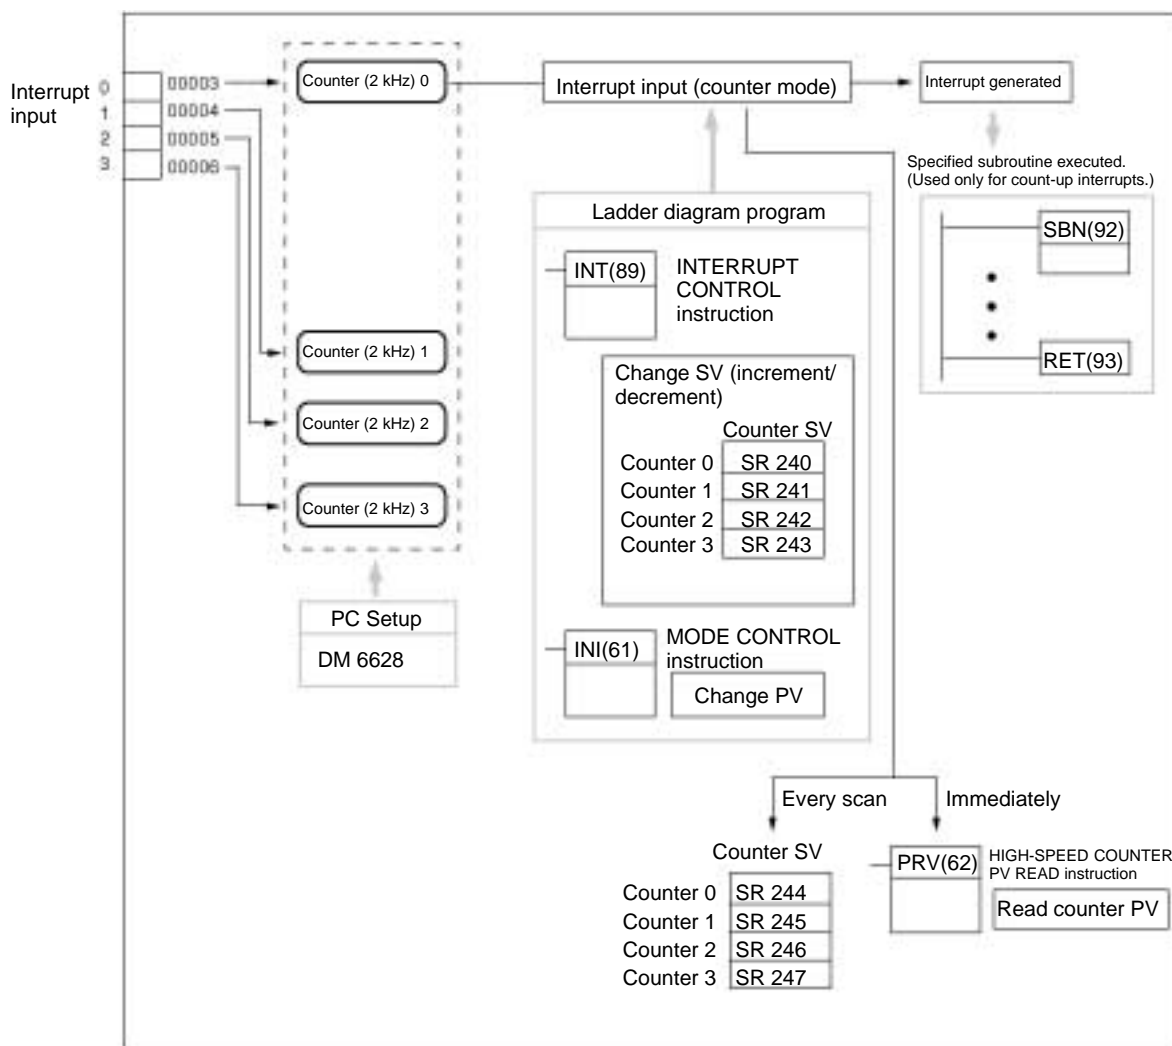 Interrupt
input
0
1
2
3
00003
00004
00005
00006
Counter (2 kHz) 0
Counter (2 kHz) 1
Counter (2 kHz) 2
Counter (2 kHz) 3
PC Setup
DM 6628
Interrupt input (counter mode)
Interrupt generated
Specified subroutine executed.
(Used only for count-up interrupts.)
SBN(92)
RET(93)
Ladder diagram program
INT(89)
INTERRUPT
CONTROL
instruction
Change SV (increment/
decrement)
Counter SV
Counter 0 SR 240
Counter 1 SR 241
Counter 2 SR 242
Counter 3 SR 243
INI(61)
MODE CONTROL
instruction
Change PV
Every scan
Immediately
Counter SV
Counter 0 SR 244
Counter 1 SR 245
Counter 2 SR 246
Counter 3 SR 247
PRV(62)
HIGH-SPEED COUNTER
PV READ instruction
Read counter PV